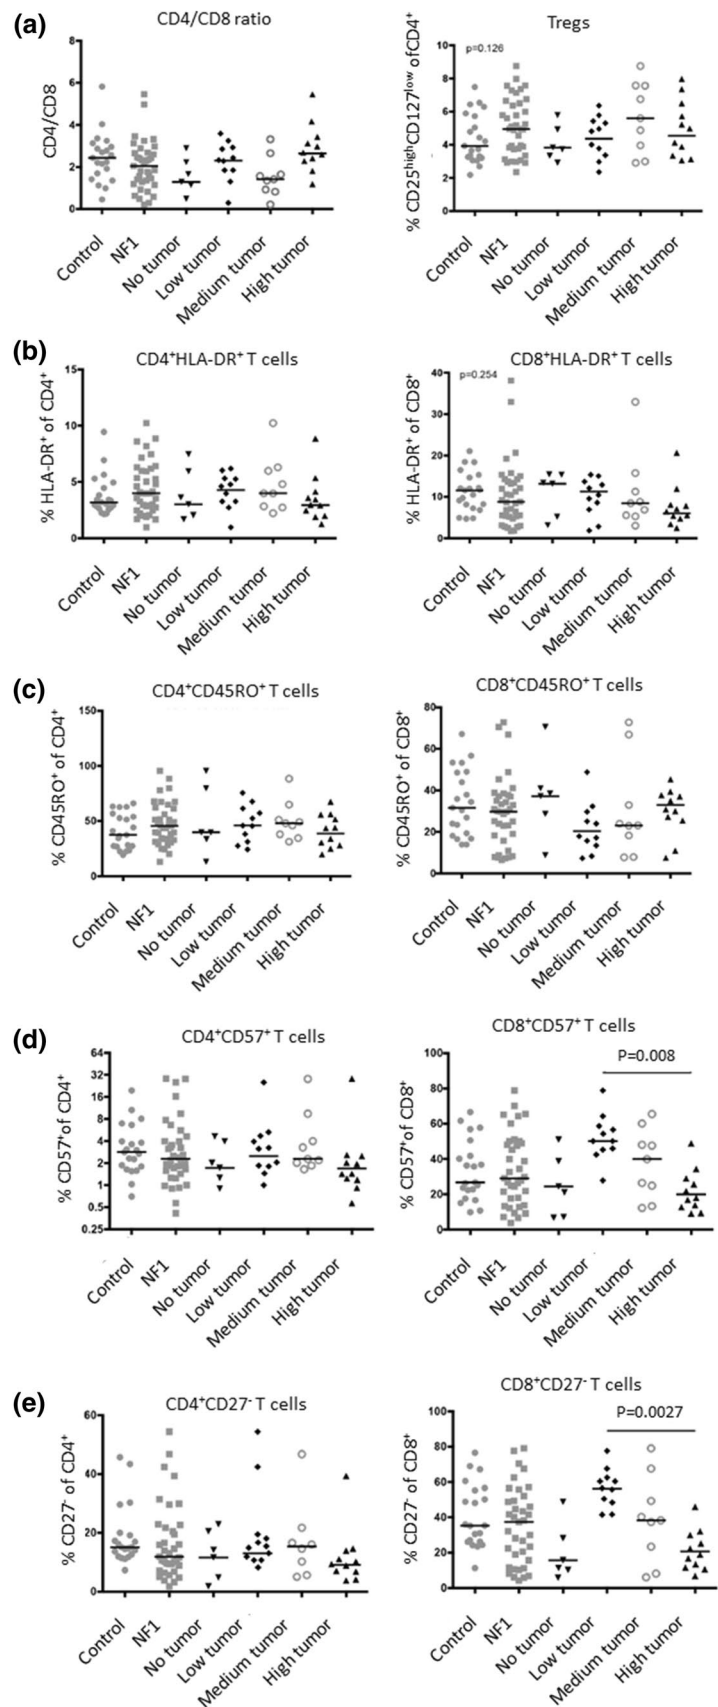 (a)
CD4/CD8 ratio
CD4/CD8
8
6
4
2
0
Control
NF1
No tumor
Low tumor
Medium tumor
High tumor
Tregs
% CD25highCD127low ofCD4+
p=0.126
10
8
6
4
2
0
Control
NF1
No tumor
Low tumor
Medium tumor
High tumor
(b)
CD4+HLA-DR+ T cells
% HLA-DR+ of CD4+
15
10
5
0
Control
NF1
No tumor
Low tumor
Medium tumor
High tumor
CD8+HLA-DR+ T cells
% HLA-DR+ of CD8+
p=0.254
40
30
20
10
0
Control
NF1
No tumor
Low tumor
Medium tumor
High tumor
(c)
CD4+CD45RO+ T cells
% CD45RO+ of CD4+
150
100
50
0
Control
NF1
No tumor
Low tumor
Medium tumor
High tumor
CD8+CD45RO+ T cells
% CD45RO+ of CD8+
80
60
40
20
0
Control
NF1
No tumor
Low tumor
Medium tumor
High tumor
(d)
CD4+CD57+ T cells
% CD57+of CD4+
64
32
16
8
4
2
1
0.5
0.25
Control
NF1
No tumor
Low tumor
Medium tumor
High tumor
CD8+CD57+ T cells
% CD57+of CD8+
P=0.008
100
80
60
40
20
0
Control
NF1
No tumor
Low tumor
Medium tumor
High tumor
(e)
CD4+CD27- T cells
% CD27- of CD4+
60
40
20
0
Control
NF1
No tumor
Low tumor
Medium tumor
High tumor
CD8+CD27- T cells
% CD27- of CD8+
P=0.0027
100
80
60
40
20
0
Control
NF1
No tumor
Low tumor
Medium tumor
High tumor